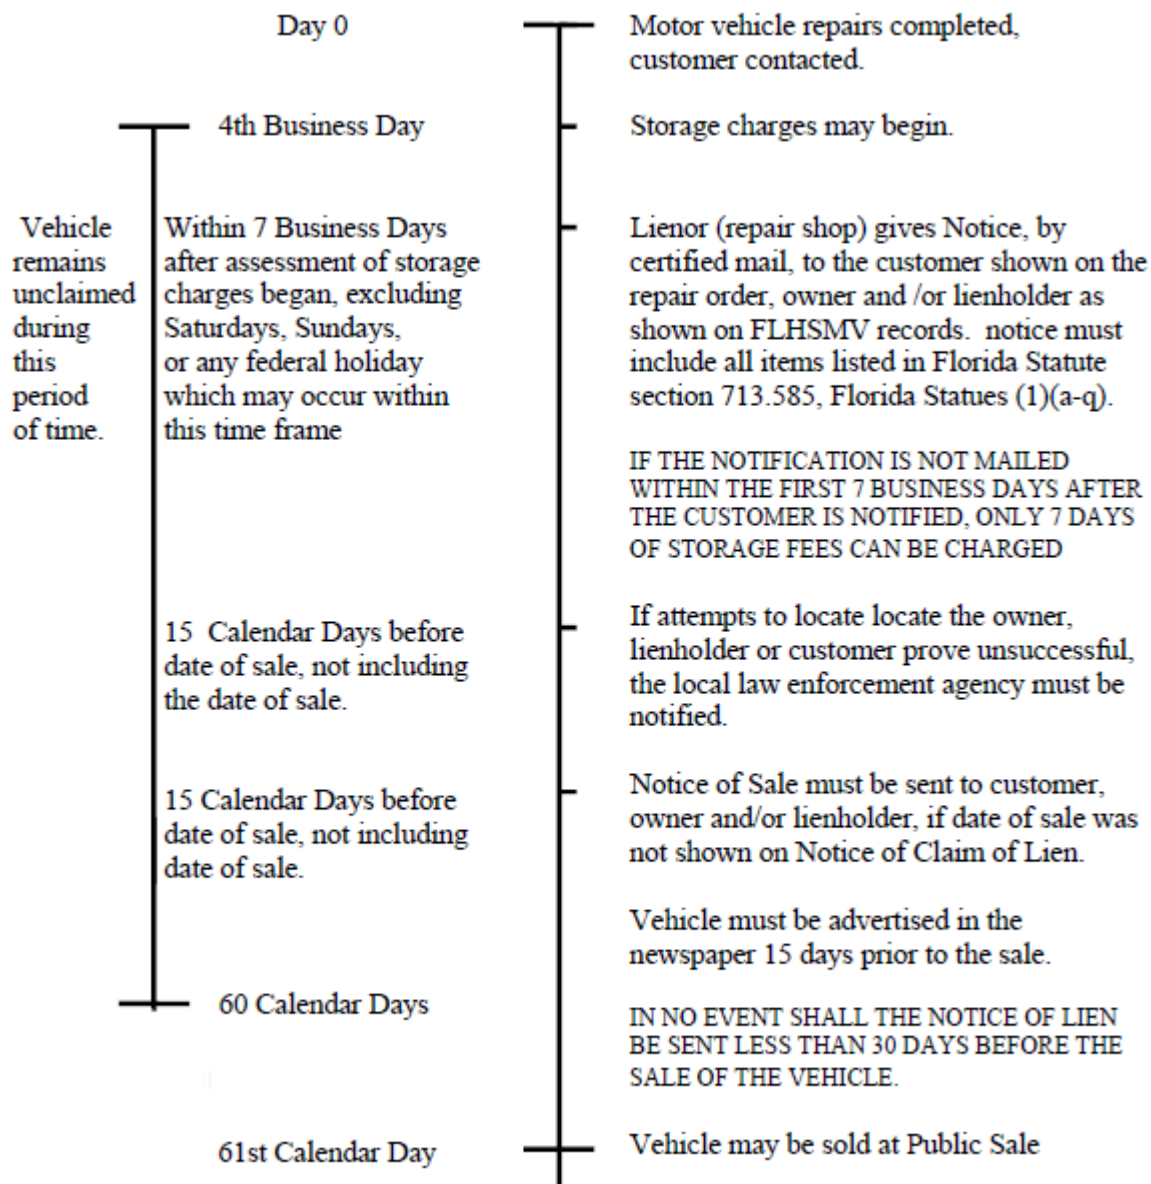 Day 0
Motor vehicle repairs completed,
customer contacted.
4th Business Day
Storage charges may begin.
Vehicle
remains
unclaimed
during
this
period
of time.
Within 7 Business Days
after assessment of storage
charges began, excluding
Saturdays, Sundays,
or any federal holiday
which may occur within
this time frame
Lienor (repair shop) gives Notice, by
certified mail, to the customer shown on the
repair order, owner and /or lienholder as
shown on FLHSMV records.  notice must
include all items listed in Florida Statute
section 713.585, Florida Statues (1)(a-q).
IF THE NOTIFICATION IS NOT MAILED
WITHIN THE FIRST 7 BUSINESS DAYS AFTER
THE CUSTOMER IS NOTIFIED, ONLY 7 DAYS
OF STORAGE FEES CAN BE CHARGED
15  Calendar Days before
date of sale, not including
the date of sale.
If attempts to locate locate the owner,
lienholder or customer prove unsuccessful,
the local law enforcement agency must be
notified.
15 Calendar Days before
date of sale, not including
date of sale.
Notice of Sale must be sent to customer,
owner and/or lienholder, if date of sale was
not shown on Notice of Claim of Lien.
Vehicle must be advertised in the
newspaper 15 days prior to the sale.
60 Calendar Days
IN NO EVENT SHALL THE NOTICE OF LIEN
BE SENT LESS THAN 30 DAYS BEFORE THE
SALE OF THE VEHICLE.
61st Calendar Day
Vehicle may be sold at Public Sale